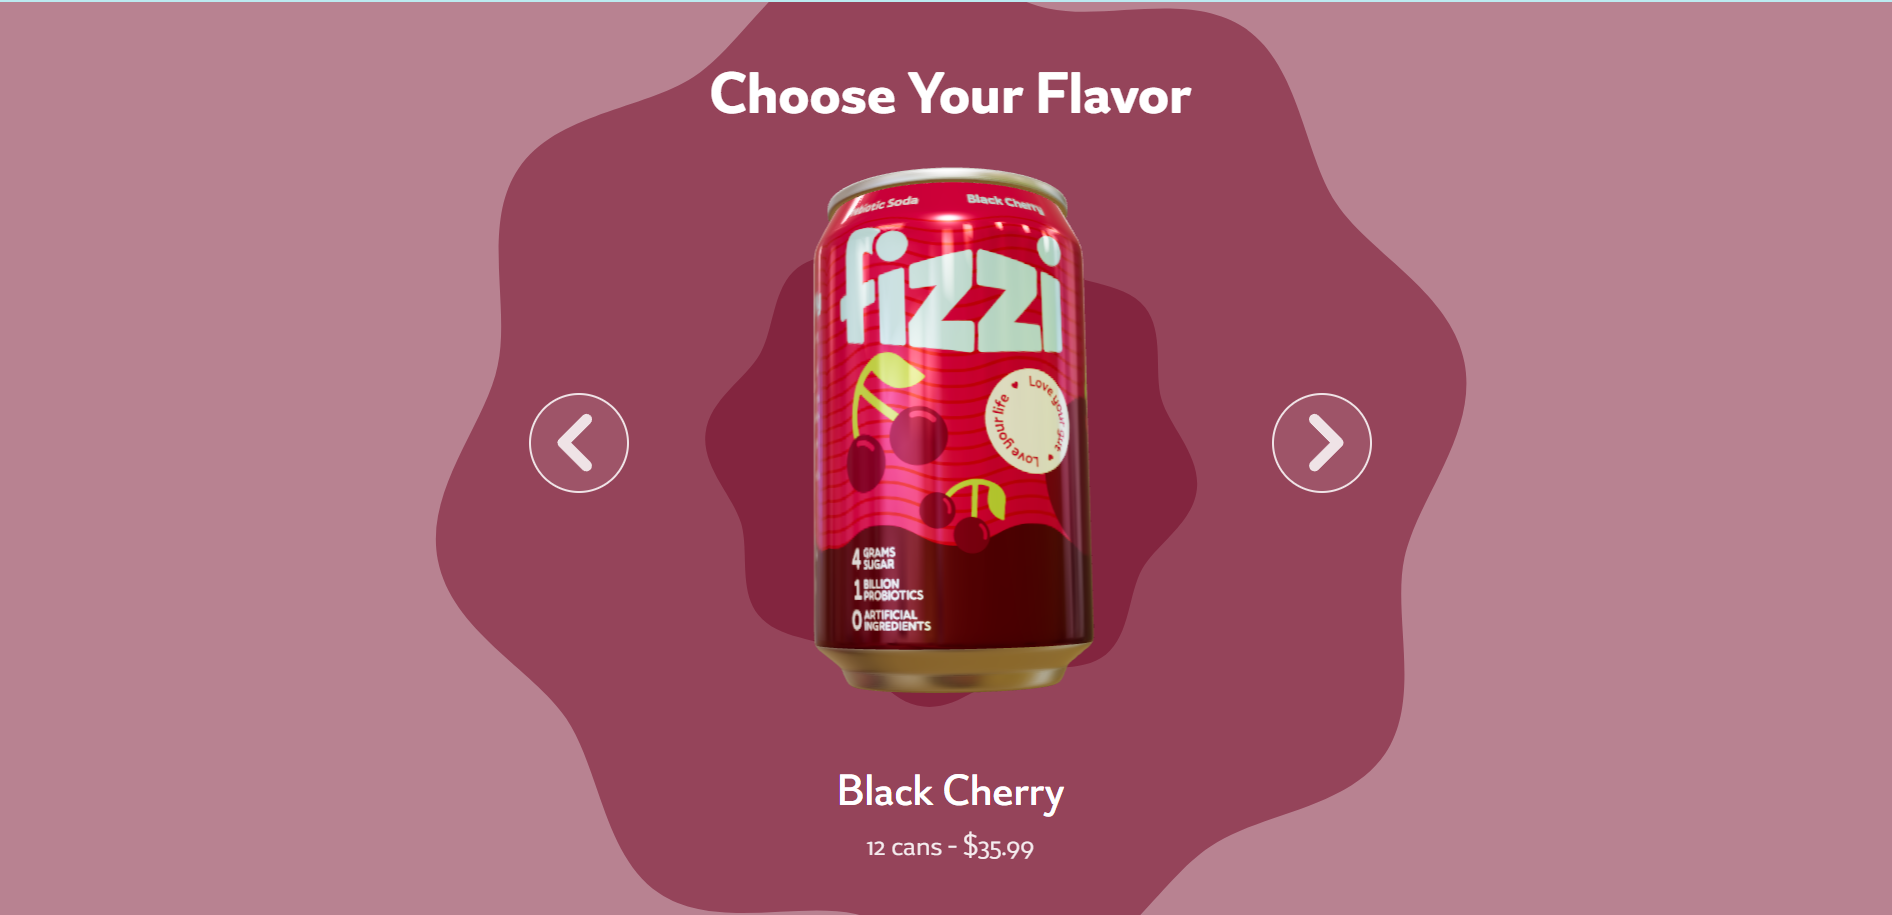 Choose Your Flavor
Soda
Black Cherry
fizzi
Love your gut
Love your life
4 GRAMS
SUGAR
1 BILLION
PROBIOTICS
0 ARTIFICIAL
INGREDIENTS
Black Cherry
12 cans - $35.99